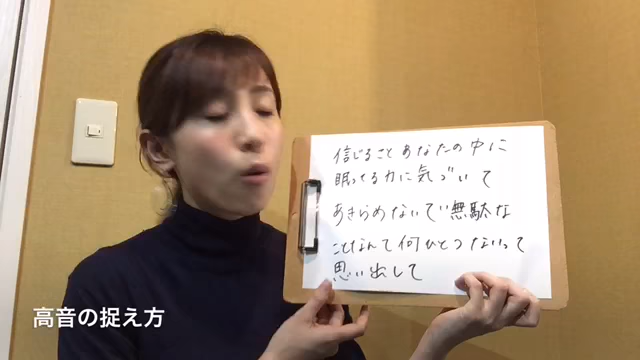 信じること あなたの中に
眠ってる力に気づいて
あきらめないでい無駄な
ことなんて何ひとつないって
思い出して
高音の捉え方